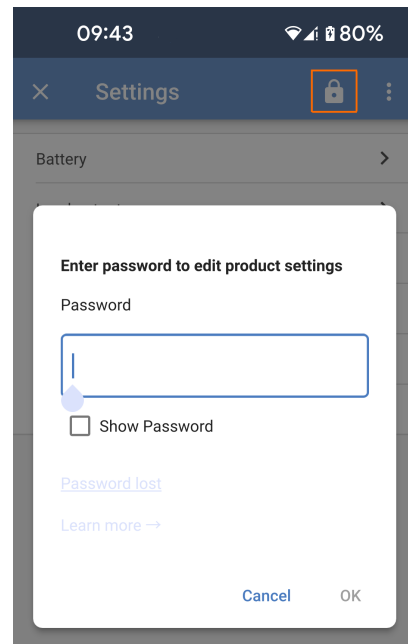 09:43 80%
Settings
Battery
Enter password to edit product settings
Password
Show Password
Password lost
Learn more →
Cancel OK